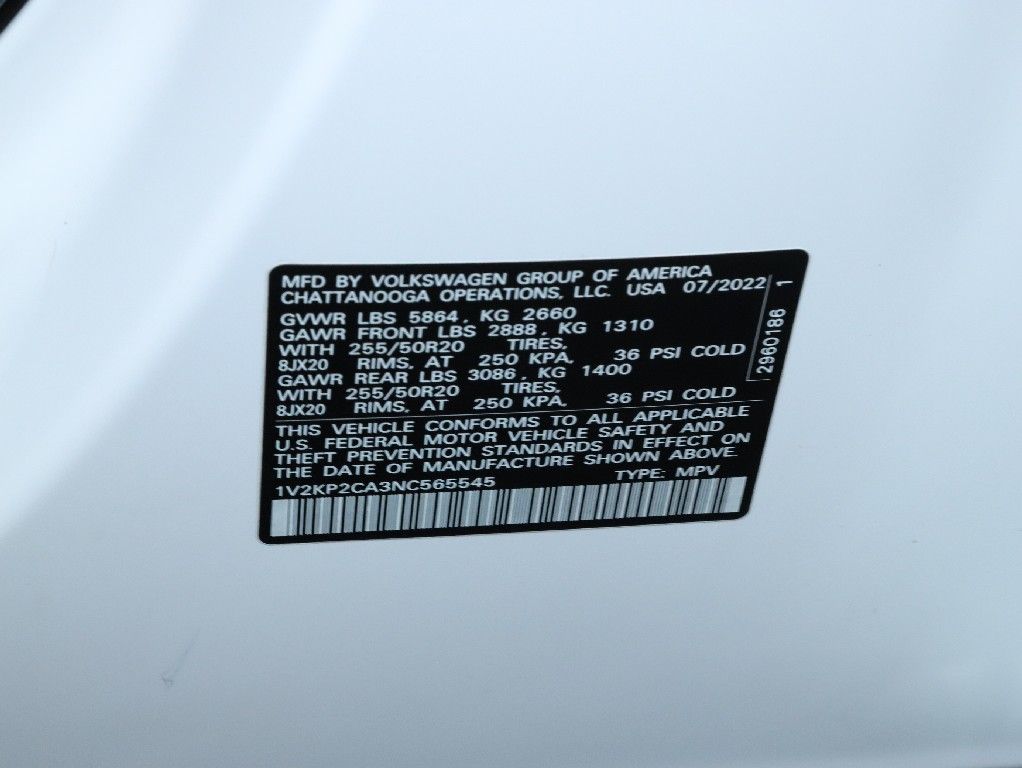 MFD BY VOLKSWAGEN GROUP OF AMERICA
CHATTANOOGA OPERATIONS, LLC. USA 07/2022
GVWR LBS 5864, KG 2660
GAWR FRONT LBS 2888, KG 1310
WITH 255/50R20 TIRES,
8JX20 RIMS, AT 250 KPA, 36 PSI COLD
GAWR REAR LBS 3086, KG 1400
WITH 255/50R20 TIRES,
8JX20 RIMS, AT 250 KPA, 36 PSI COLD
THIS VEHICLE CONFORMS TO ALL APPLICABLE
U.S. FEDERAL MOTOR VEHICLE SAFETY AND
THEFT PREVENTION STANDARDS IN EFFECT ON
THE DATE OF MANUFACTURE SHOWN ABOVE.
1V2KP2CA3NC565545 TYPE: MPV
2960186 1